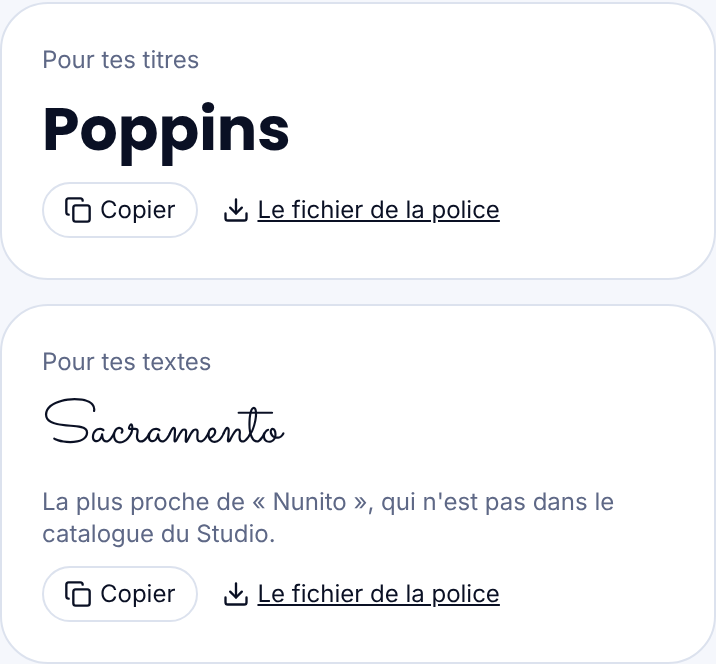 Pour tes titres
Poppins
Copier Le fichier de la police
Pour tes textes
Sacramento
La plus proche de « Nunito », qui n'est pas dans le
catalogue du Studio.
Copier Le fichier de la police